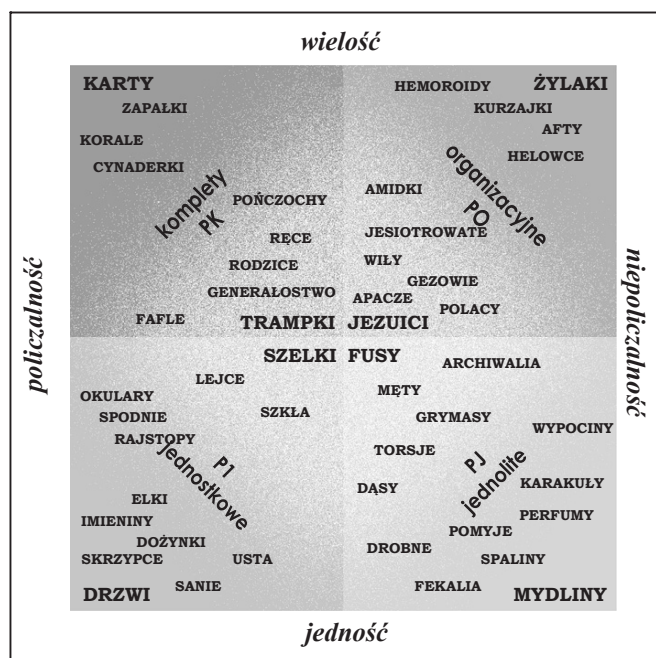 wielość
KARTY
ZAPAŁKI
KORALE
CYNADERKI
komplety
PK
POŃCZOCHY
RĘCE
RODZICE
GENERAŁOSTWO
FAFLE
TRAMPKI
HEMOROIDY
ŻYLAKI
KURZAJKI
AFTY
HELOWCE
organizacyjne
PO
AMIDKI
JESIOTROWATE
WIŁY
GEZOWIE
APACZE
POLACY
JEZUICI
policzalność
niepoliczalność
SZELKI
LEJCE
OKULARY
SPODNIE
SZKŁA
RAJSTOPY
P1
jednostkowe
ELKI
IMIENINY
DOŻYNKI
SKRZYPCE
USTA
SANIE
DRZWI
FUSY
ARCHIWALIA
MĘTY
GRYMASY
WYPOCINY
TORSJE
PJ
jednolite
DĄSY
KARAKUŁY
PERFUMY
POMYJE
DROBNE
SPALINY
FEKALIA
MYDLINY
jedność